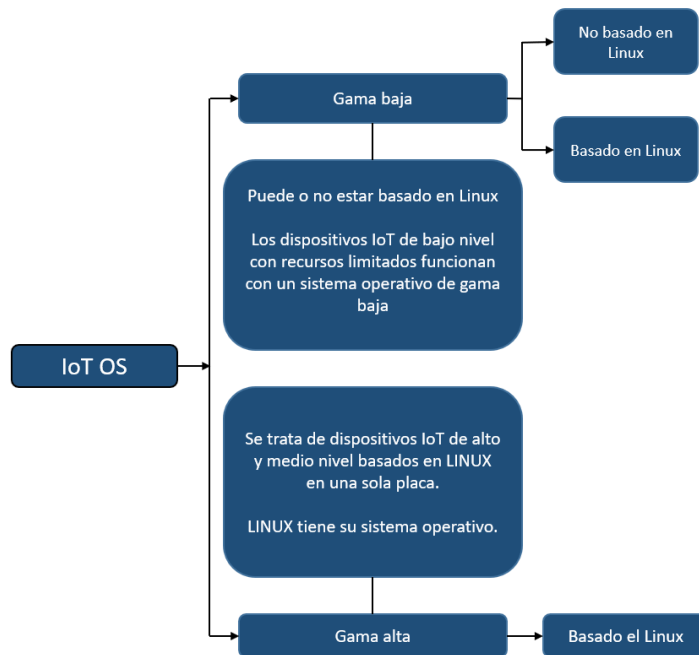 No basado en
Linux
Gama baja
Basado en Linux
Puede o no estar basado en Linux
Los dispositivos IoT de bajo nivel
con recursos limitados funcionan
con un sistema operativo de gama
baja
IoT OS
Se trata de dispositivos IoT de alto
y medio nivel basados en LINUX
en una sola placa.
LINUX tiene su sistema operativo.
Gama alta
Basado el Linux